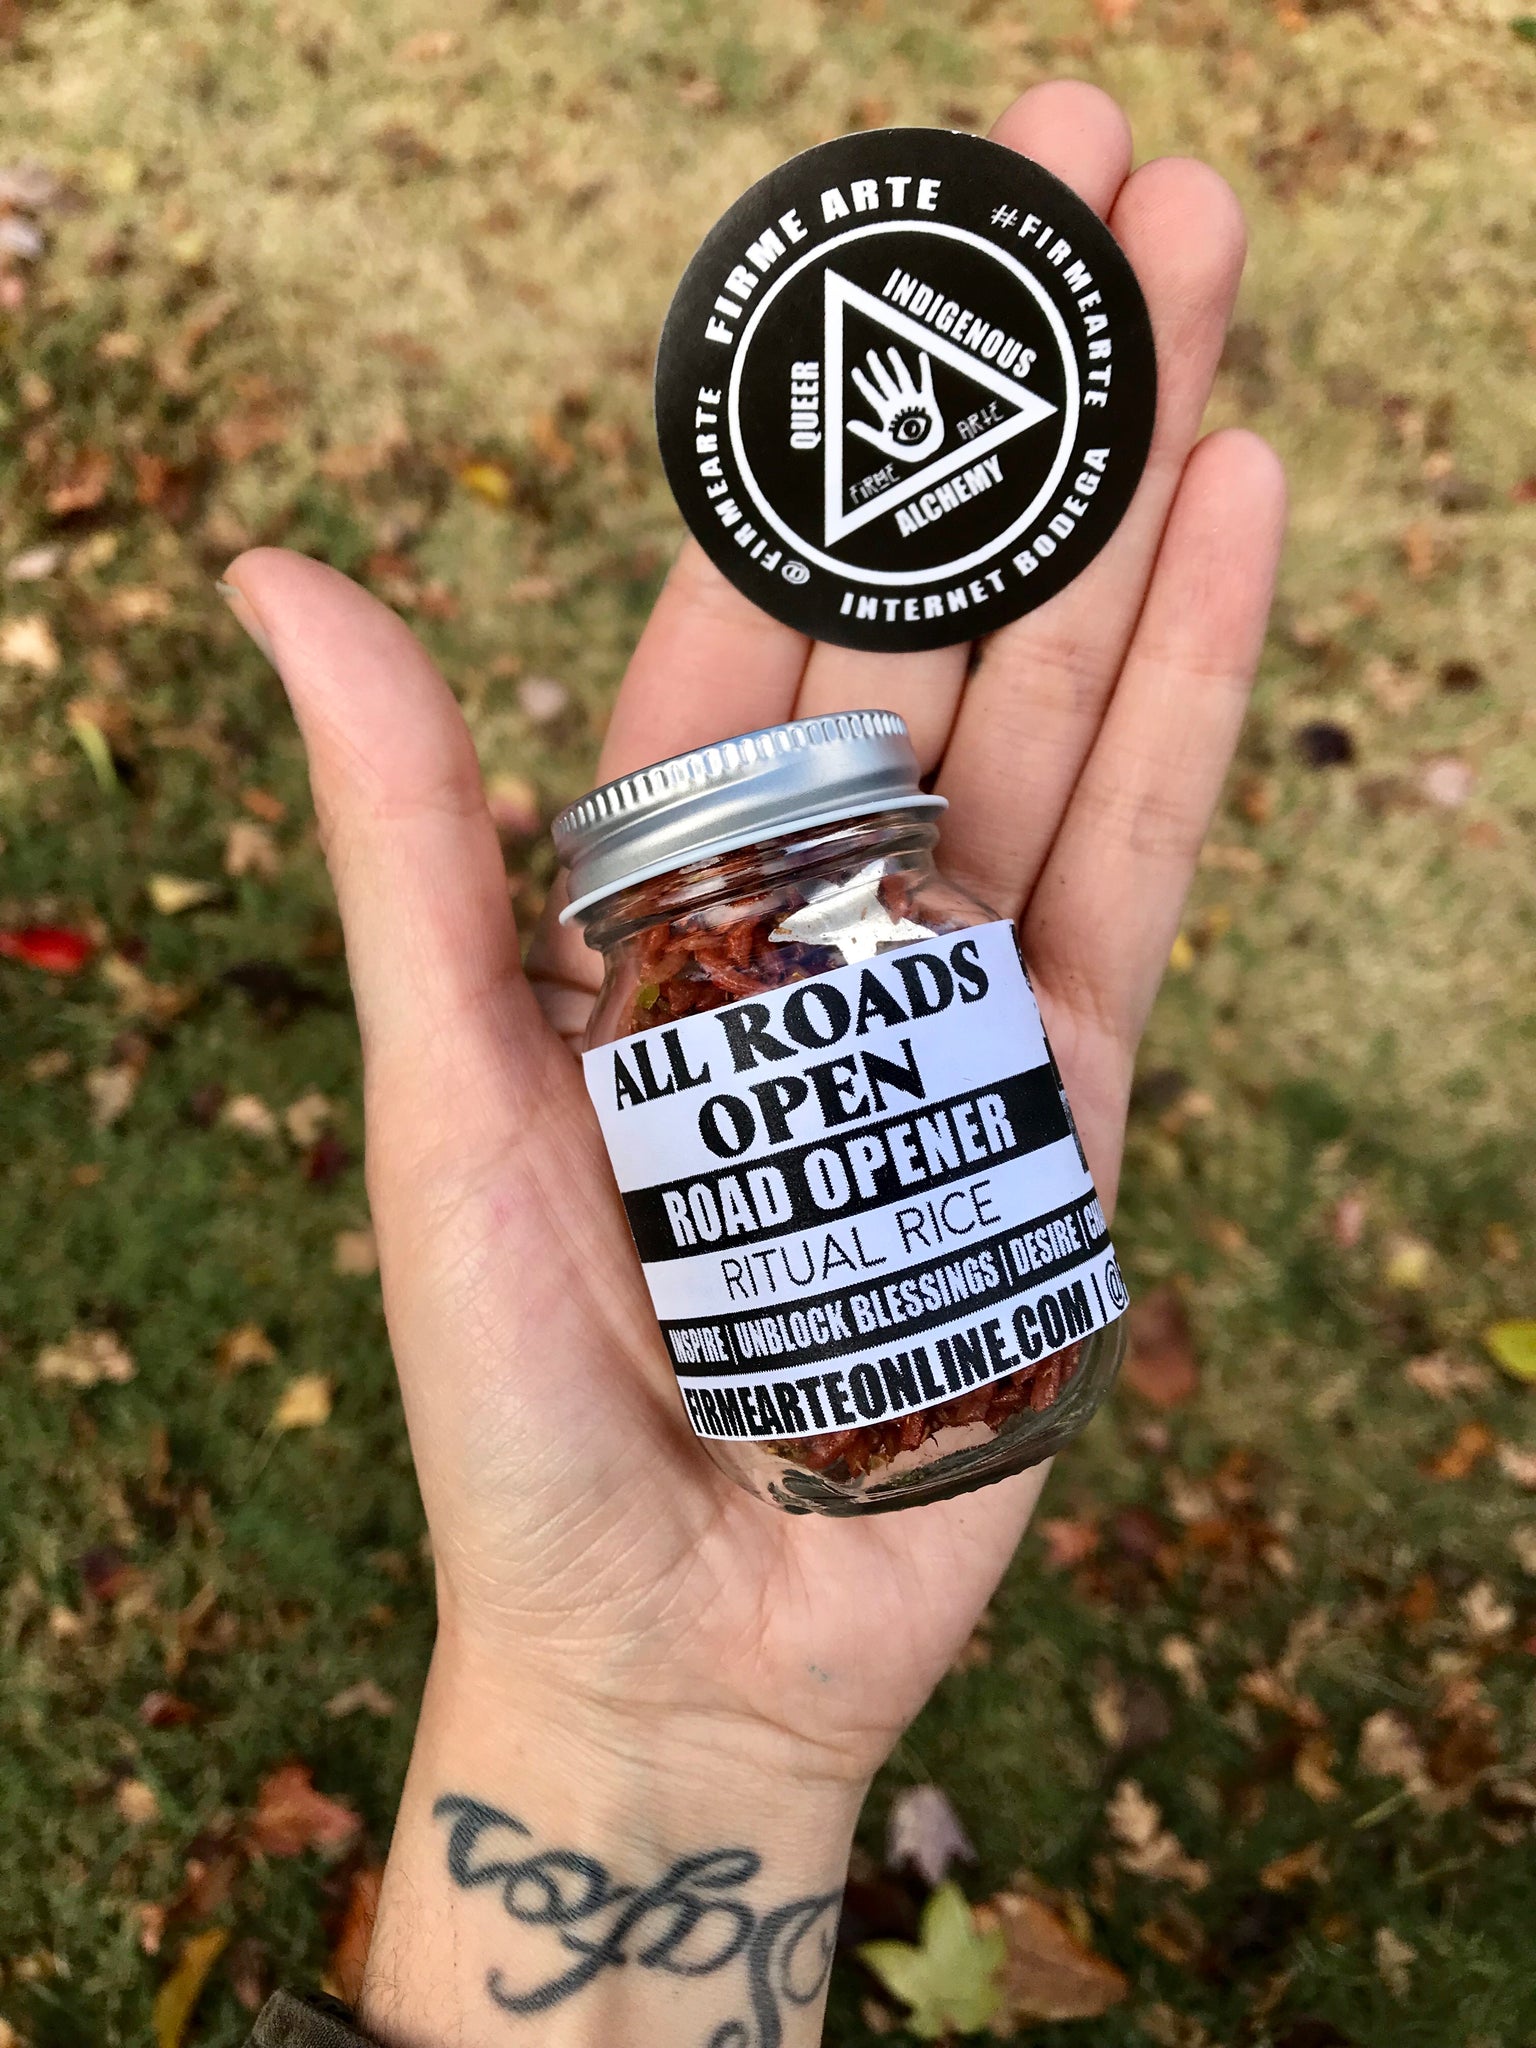 FIRME ARTE
#FIRMEARTE
INTERNET BODEGA
@FIRMEARTE
QUEER
INDIGENOUS
ALCHEMY
FIRME
ARTE
ALL ROADS
OPEN
ROAD OPENER
RITUAL RICE
INSPIRE | UNBLOCK BLESSINGS | DESIRE |
FIRMEARTEONLINE.COM | @